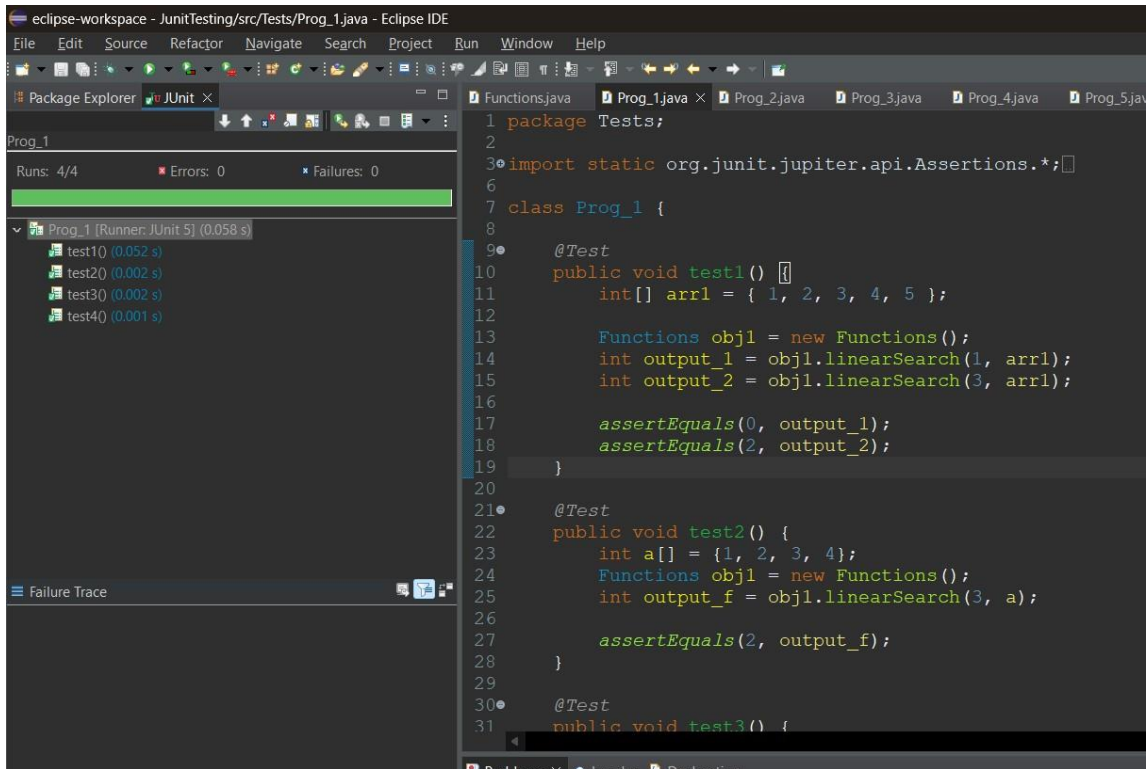 eclipse-workspace - JunitTesting/src/Tests/Prog_1.java - Eclipse IDE
File Edit Source Refactor Navigate Search Project Run Window Help
Package Explorer JUnit
Prog_1
Runs: 4/4 Errors: 0 Failures: 0
Prog_1 [Runner: JUnit 5] (0.058 s)
test1() (0.052 s)
test2() (0.002 s)
test3() (0.002 s)
test4() (0.001 s)
Failure Trace
Functions.java Prog_1.java Prog_2.java Prog_3.java Prog_4.java Prog_5.jav
1 package Tests;
2
3 import static org.junit.jupiter.api.Assertions.*;
6
7 class Prog_1 {
8
9 @Test
10 public void test1() {
11 int[] arr1 = { 1, 2, 3, 4, 5 };
12
13 Functions obj1 = new Functions();
14 int output_1 = obj1.linearSearch(1, arr1);
15 int output_2 = obj1.linearSearch(3, arr1);
16
17 assertEquals(0, output_1);
18 assertEquals(2, output_2);
19 }
20
21 @Test
22 public void test2() {
23 int a[] = {1, 2, 3, 4};
24 Functions obj1 = new Functions();
25 int output_f = obj1.linearSearch(3, a);
26
27 assertEquals(2, output_f);
28 }
29
30 @Test
31 public void test3() {